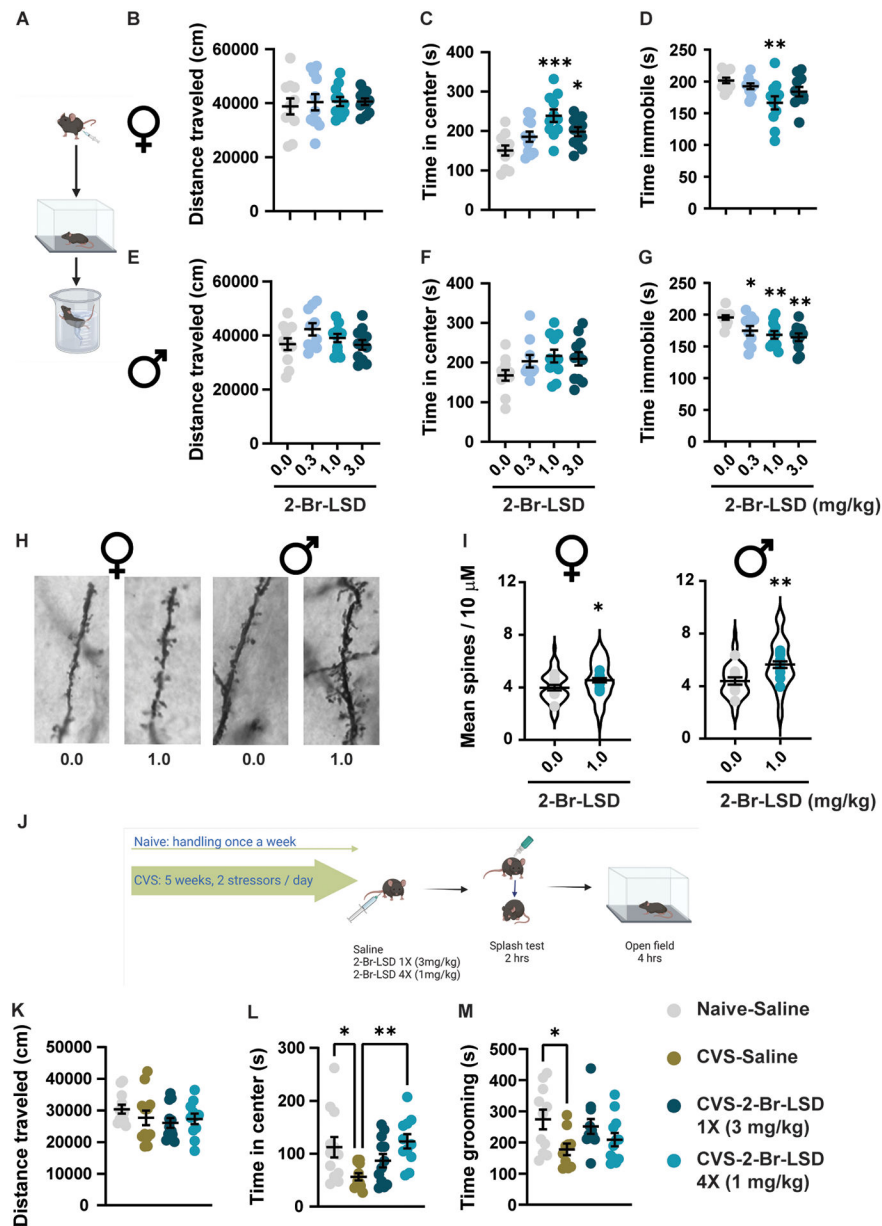 A
B
Distance traveled (cm)
60000
40000
20000
0
C
Time in center (s)
400
300
200
100
0
***
*
D
Time immobile (s)
250
200
150
100
50
0
**
E
Distance traveled (cm)
60000
40000
20000
0
0.0
0.3
1.0
3.0
2-Br-LSD
F
Time in center (s)
400
300
200
100
0
0.0
0.3
1.0
3.0
2-Br-LSD
G
Time immobile (s)
250
200
150
100
50
0
*
**
**
0.0
0.3
1.0
3.0
2-Br-LSD (mg/kg)
H
0.0
1.0
0.0
1.0
I
Mean spines / 10 μM
12
8
4
0
*
0.0
1.0
2-Br-LSD
12
8
4
0
**
0.0
1.0
2-Br-LSD (mg/kg)
J
Naive: handling once a week
CVS: 5 weeks, 2 stressors / day
Saline
2-Br-LSD 1X (3mg/kg)
2-Br-LSD 4X (1mg/kg)
Splash test
2 hrs
Open field
4 hrs
K
Distance traveled (cm)
50000
40000
30000
20000
10000
0
L
Time in center (s)
300
200
100
0
*
**
M
Time grooming (s)
500
400
300
200
100
0
*
Naive-Saline
CVS-Saline
CVS-2-Br-LSD
1X (3 mg/kg)
CVS-2-Br-LSD
4X (1 mg/kg)